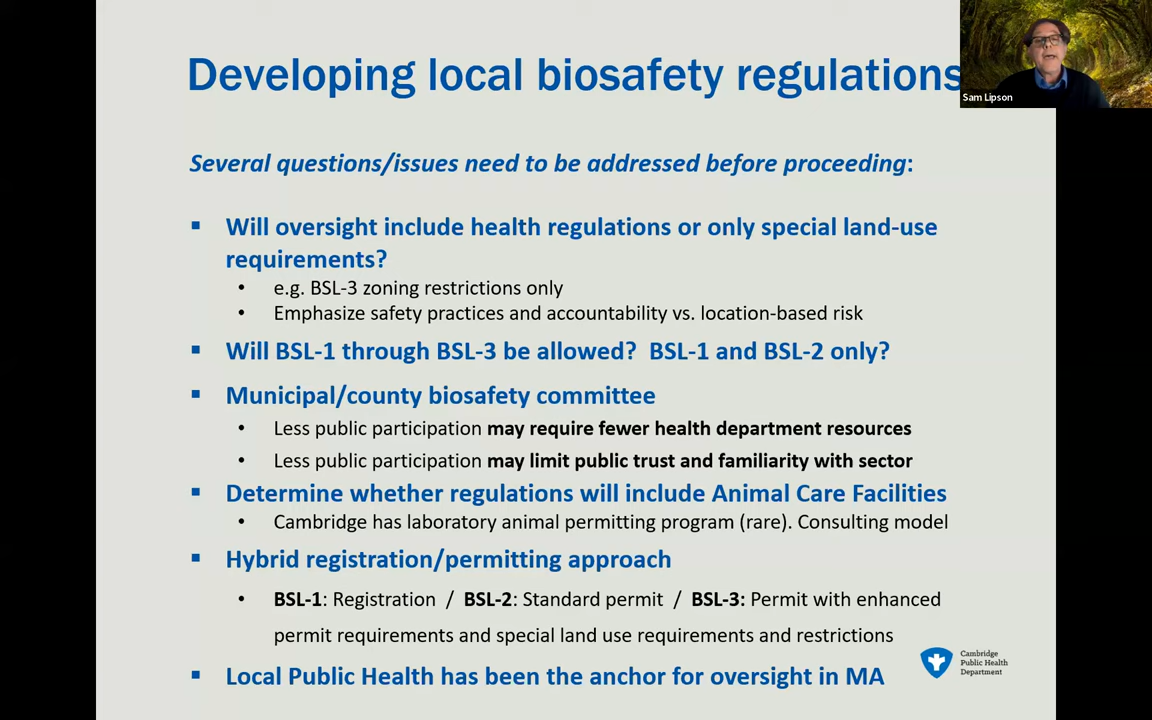 Developing local biosafety regulations
Sam Lipson
Several questions/issues need to be addressed before proceeding:
▪ Will oversight include health regulations or only special land-use
requirements?
• e.g. BSL-3 zoning restrictions only
• Emphasize safety practices and accountability vs. location-based risk
▪ Will BSL-1 through BSL-3 be allowed? BSL-1 and BSL-2 only?
▪ Municipal/county biosafety committee
• Less public participation may require fewer health department resources
• Less public participation may limit public trust and familiarity with sector
▪ Determine whether regulations will include Animal Care Facilities
• Cambridge has laboratory animal permitting program (rare). Consulting model
▪ Hybrid registration/permitting approach
• BSL-1: Registration / BSL-2: Standard permit / BSL-3: Permit with enhanced
permit requirements and special land use requirements and restrictions
▪ Local Public Health has been the anchor for oversight in MA
Cambridge
Public Health
Department